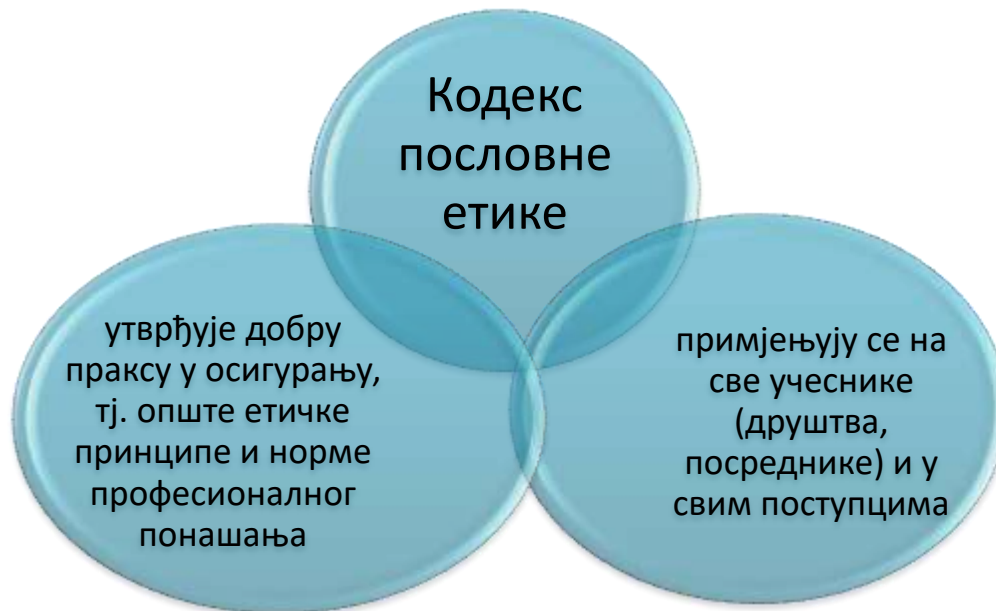 Кодекс
пословне
етике
утврђује добру
праксу у осигурању,
тј. опште етичке
принципе и норме
професионалног
понашања
примјењују се на
све учеснике
(друштва,
посреднике) и у
свим поступцима